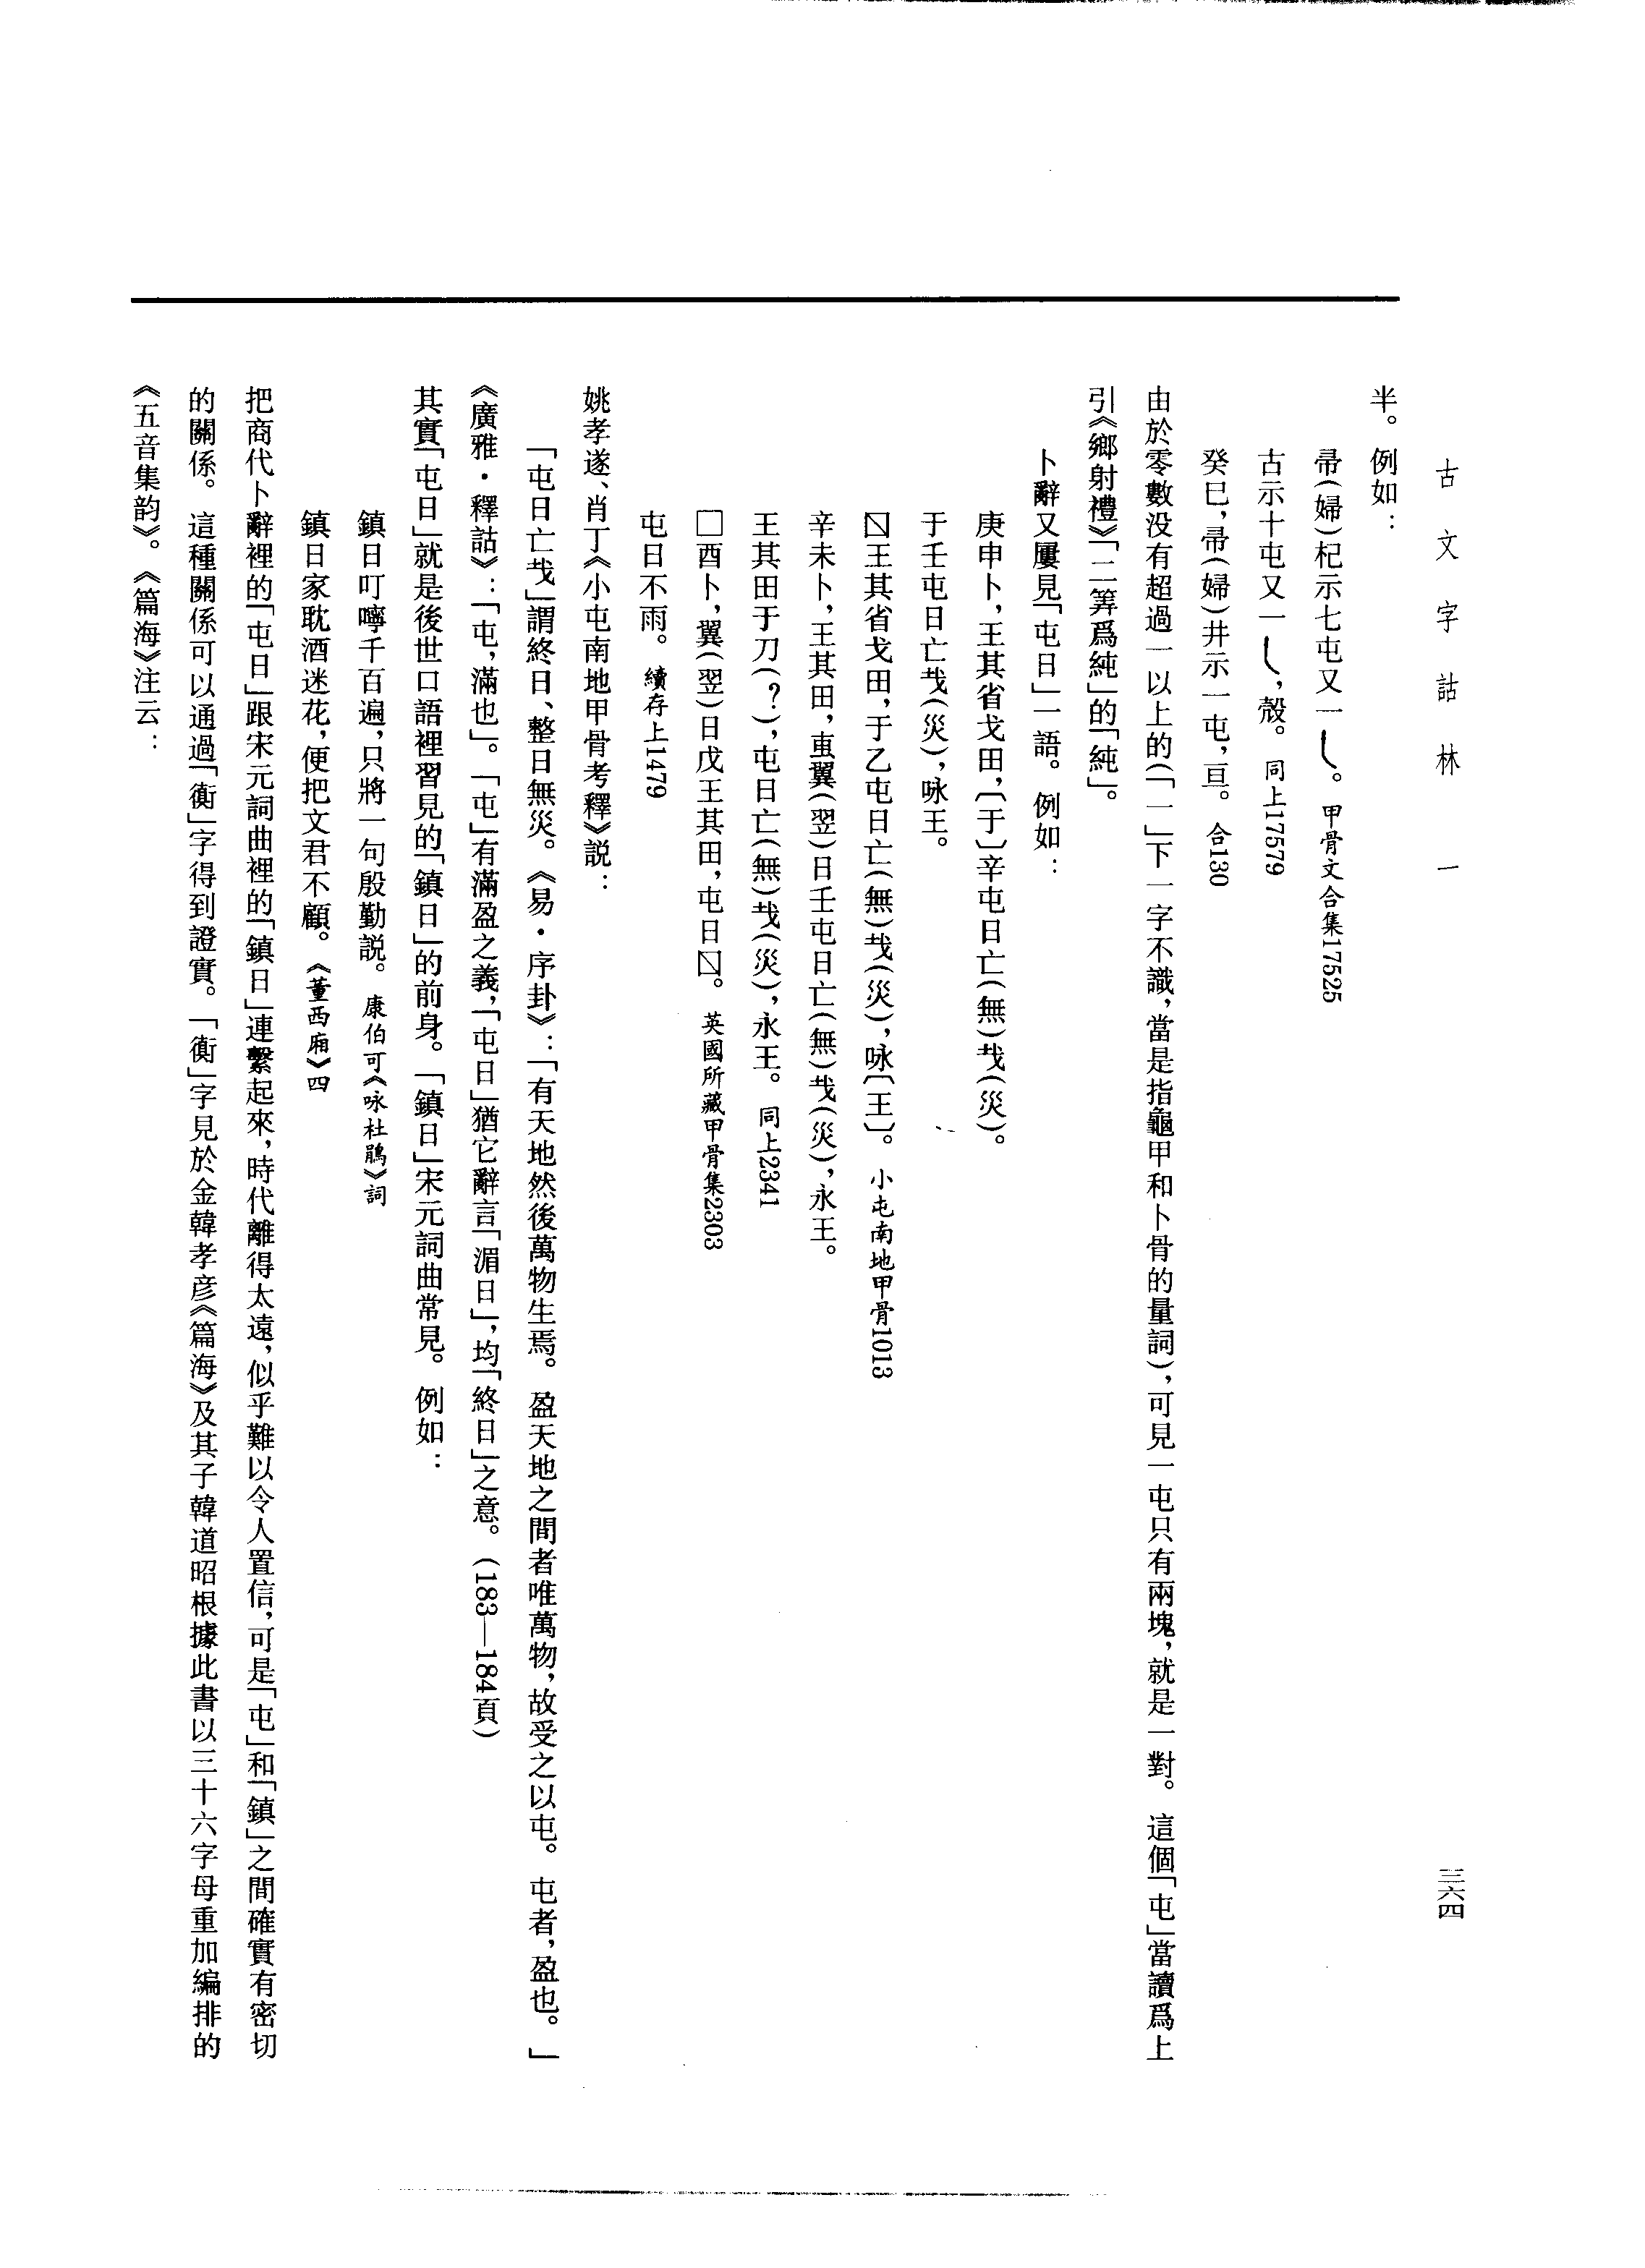 古文字詁林 一
三六四
半。例如：
帚（婦）杞示七屯又一。甲骨文合集17525
古示十屯又一，㱿。同上17579
癸巳，帚（婦）井示一屯，亘。合130
由於零數没有超過一以上的（「一」下一字不識，當是指龜甲和卜骨的量詞），可見一屯只有兩塊，就是一對。這個「屯」當讀爲上
引《鄉射禮》「二筭爲純」的「純」。
卜辭又屢見「屯日」一語。例如：
庚申卜，王其省戈田，〔于〕辛屯日亡（無）𢦏（災）。
于壬屯日亡𢦏（災），咏王。
☒王其省戈田，于乙屯日亡（無）𢦏（災），咏〔王〕。小屯南地甲骨1013
辛未卜，王其田，叀翼（翌）日壬屯日亡（無）𢦏（災），永王。
王其田于刀（？），屯日亡（無）𢦏（災），永王。同上2341
□酉卜，翼（翌）日戊王其田，屯日☒。英國所藏甲骨集2303
屯日不雨。續存上1479
姚孝遂、肖丁《小屯南地甲骨考釋》説：
「屯日亡𢦏」謂終日、整日無災。《易·序卦》：「有天地然後萬物生焉。盈天地之間者唯萬物，故受之以屯。屯者，盈也。」
《廣雅·釋詁》：「屯，滿也」。「屯」有滿盈之義，「屯日」猶它辭言「湄日」，均「終日」之意。（183—184頁）
其實「屯日」就是後世口語裡習見的「鎮日」的前身。「鎮日」宋元詞曲常見。例如：
鎮日叮嚀千百遍，只將一句殷勤説。康伯可《咏杜鵑》詞
鎮日家耽酒迷花，便把文君不顧。《董西廂》四
把商代卜辭裡的「屯日」跟宋元詞曲裡的「鎮日」連繫起來，時代離得太遠，似乎難以令人置信，可是「屯」和「鎮」之間確實有密切
的關係。這種關係可以通過「衠」字得到證實。「衠」字見於金韓孝彦《篇海》及其子韓道昭根據此書以三十六字母重加編排的
《五音集韵》。《篇海》注云：